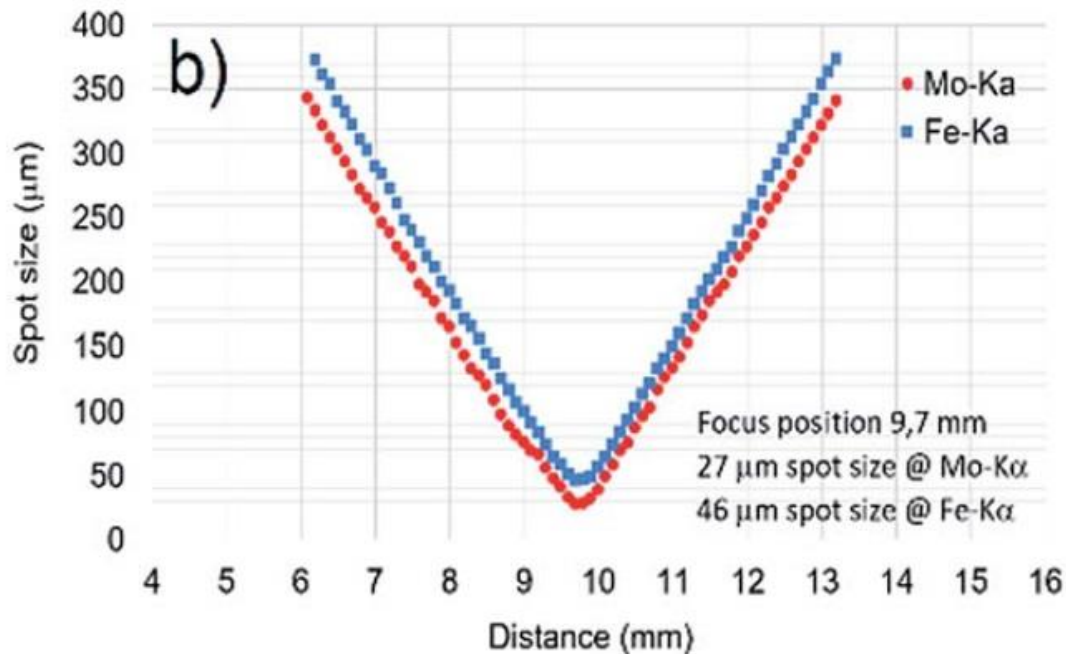 b)
400
350
300
250
200
150
100
50
0
Spot size (μm)
Mo-Ka
Fe-Ka
Focus position 9,7 mm
27 μm spot size @ Mo-Kα
46 μm spot size @ Fe-Kα
4 5 6 7 8 9 10 11 12 13 14 15 16
Distance (mm)